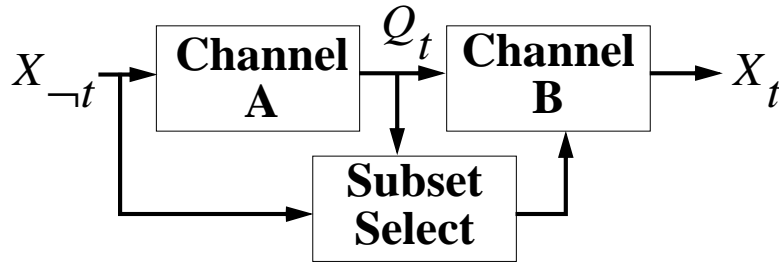 X¬t
Channel
A
Qt
Channel
B
Xt
Subset
Select